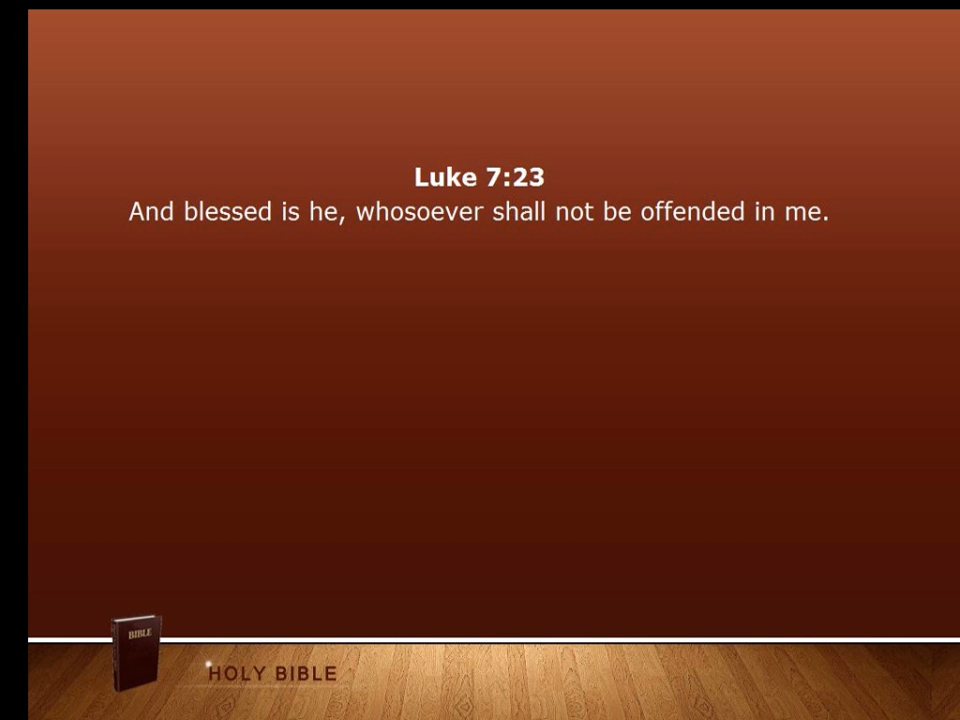 Luke 7:23
And blessed is he, whosoever shall not be offended in me.
BIBLE
HOLY BIBLE